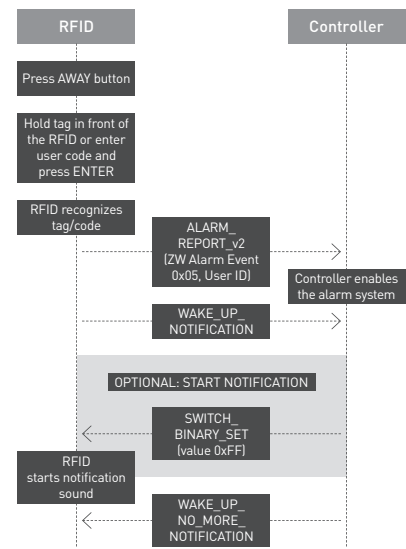 RFID
Controller
Press AWAY button
Hold tag in front of
the RFID or enter
user code and
press ENTER
RFID recognizes
tag/code
ALARM_
REPORT_v2
(ZW Alarm Event
0x05, User ID)
Controller enables
the alarm system
WAKE_UP_
NOTIFICATION
OPTIONAL: START NOTIFICATION
SWITCH_
BINARY_SET
(value 0xFF)
RFID
starts notification
sound
WAKE_UP_
NO_MORE_
NOTIFICATION